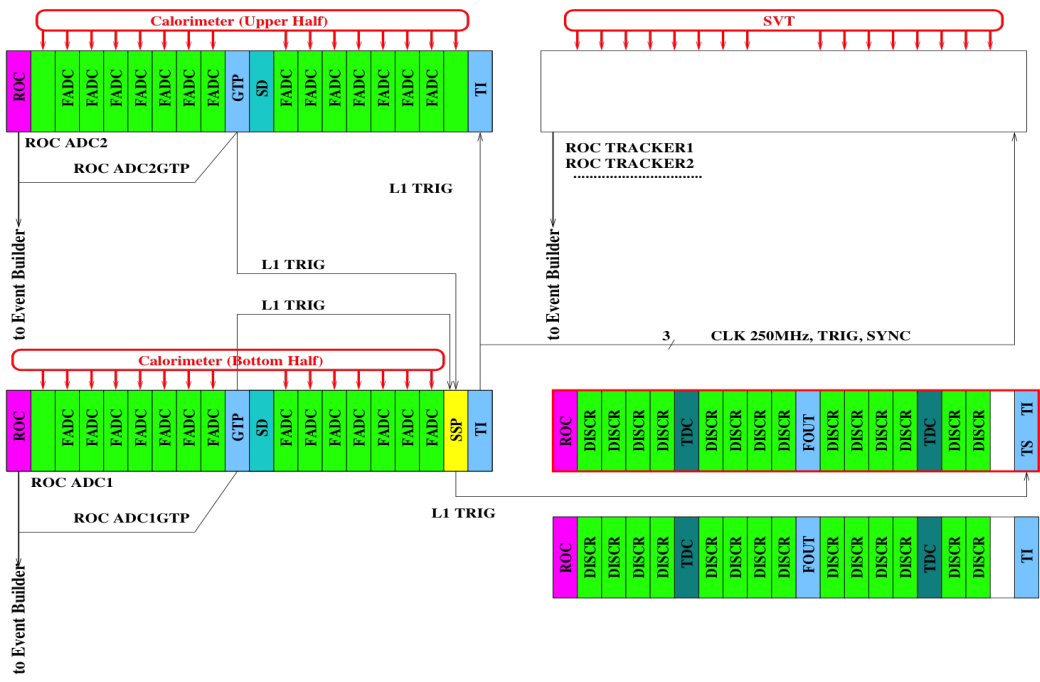 Calorimeter (Upper Half)
SVT
ROC
FADC
FADC
FADC
FADC
FADC
FADC
FADC
GTP
SD
FADC
FADC
FADC
FADC
FADC
FADC
FADC
TI
ROC ADC2
ROC ADC2GTP
to Event Builder
L1 TRIG
ROC TRACKER1
ROC TRACKER2
to Event Builder
L1 TRIG
L1 TRIG
3 CLK 250MHz, TRIG, SYNC
Calorimeter (Bottom Half)
ROC
FADC
FADC
FADC
FADC
FADC
FADC
FADC
GTP
SD
FADC
FADC
FADC
FADC
FADC
FADC
FADC
SSP
TI
ROC
DISCR
DISCR
DISCR
DISCR
TDC
DISCR
DISCR
DISCR
DISCR
FOUT
DISCR
DISCR
DISCR
DISCR
TDC
DISCR
DISCR
TS TI
ROC ADC1
ROC ADC1GTP
to Event Builder
L1 TRIG
ROC
DISCR
DISCR
DISCR
DISCR
TDC
DISCR
DISCR
DISCR
DISCR
FOUT
DISCR
DISCR
DISCR
DISCR
TDC
DISCR
DISCR
TI